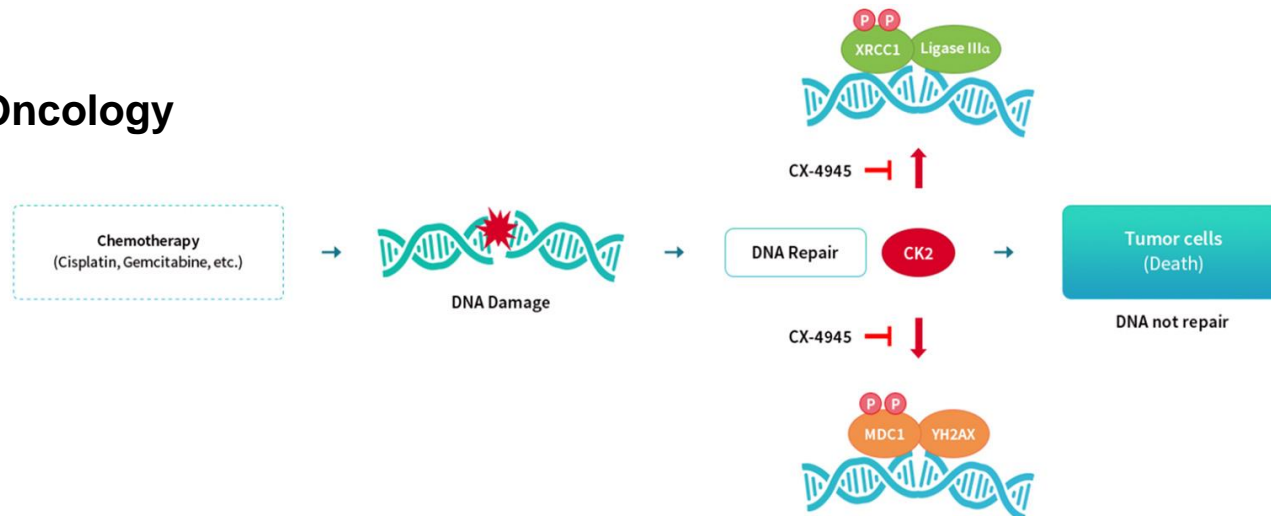 Oncology
P P
XRCC1 Ligase IIIα
CX-4945
Chemotherapy
(Cisplatin, Gemcitabine, etc.)
DNA Damage
DNA Repair
CK2
Tumor cells
(Death)
DNA not repair
CX-4945
P P
MDC1 YH2AX